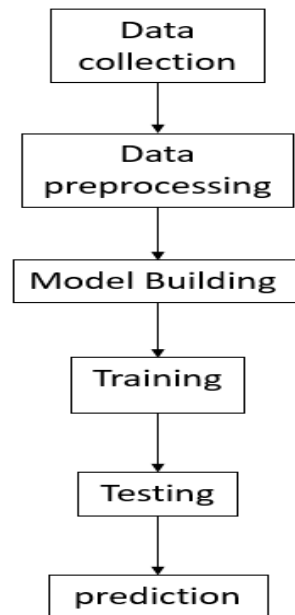 Data
collection
Data
preprocessing
Model Building
Training
Testing
prediction